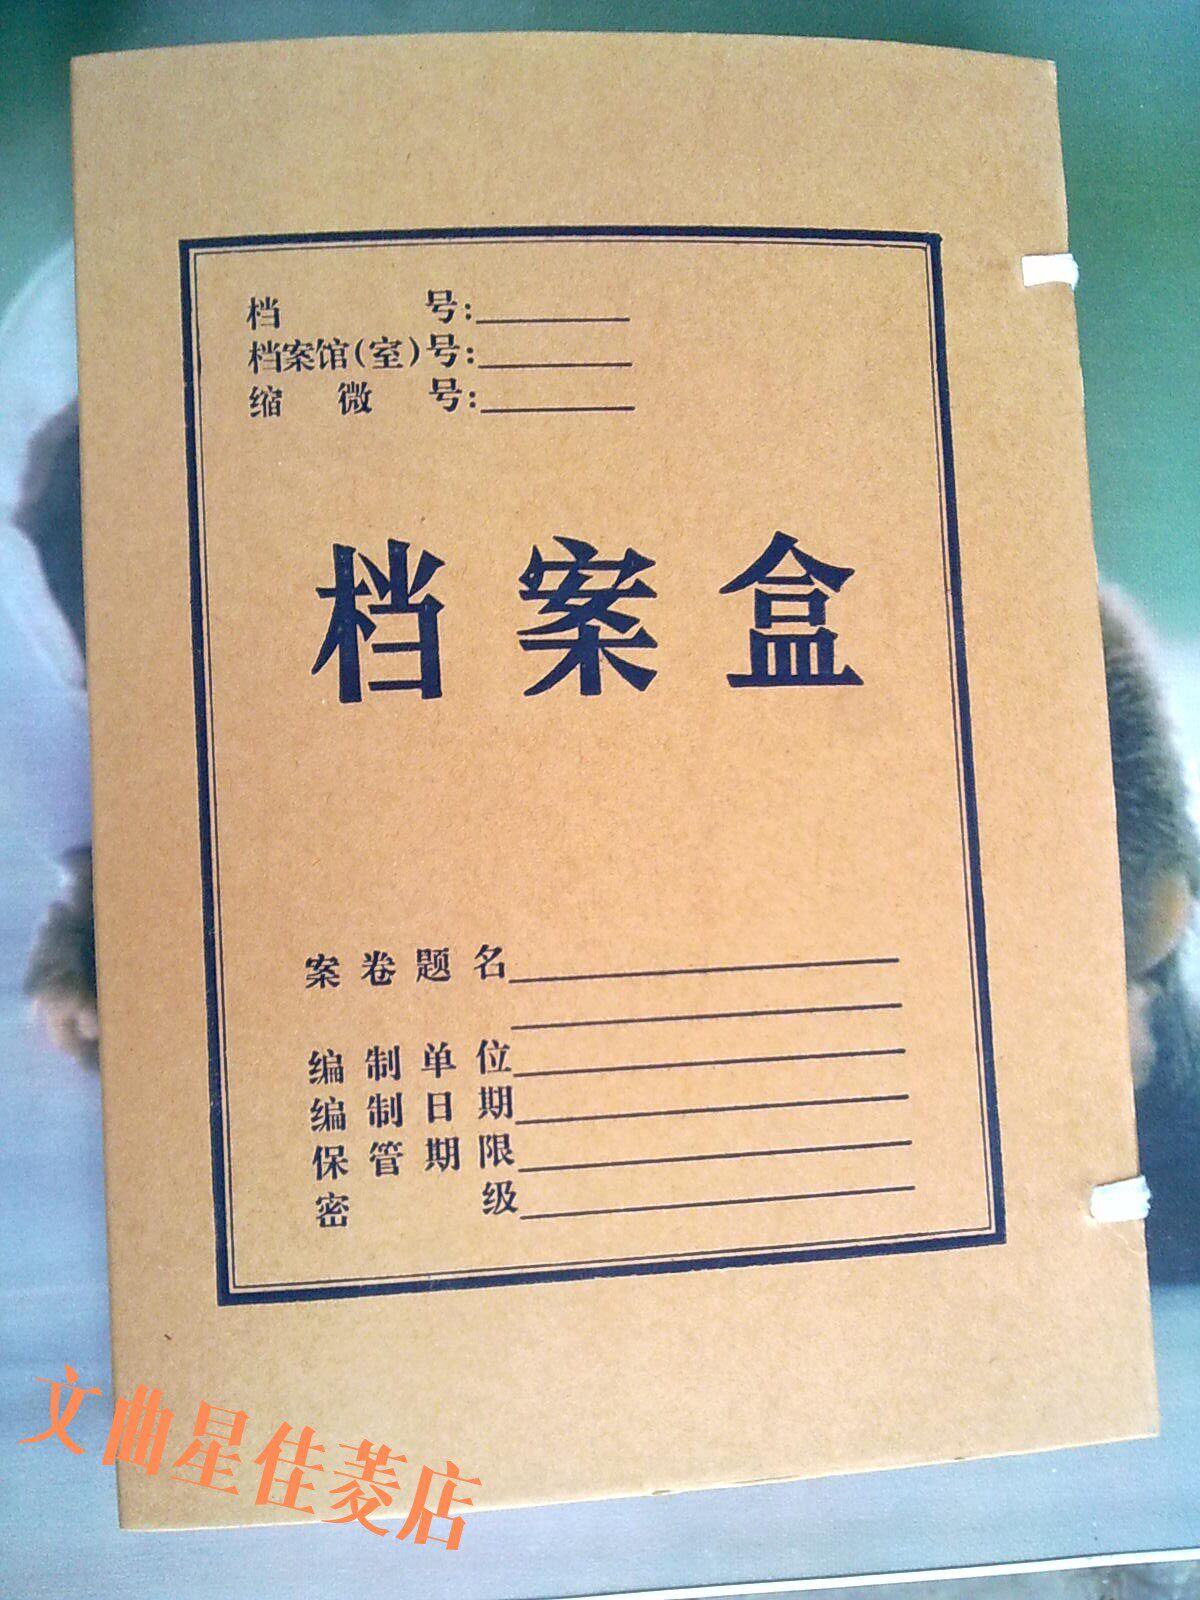 档 号:
档案馆(室)号:
缩 微 号:
档案盒
案卷题名
编制单位
编制日期
保管期限
密 级
文曲星佳菱店